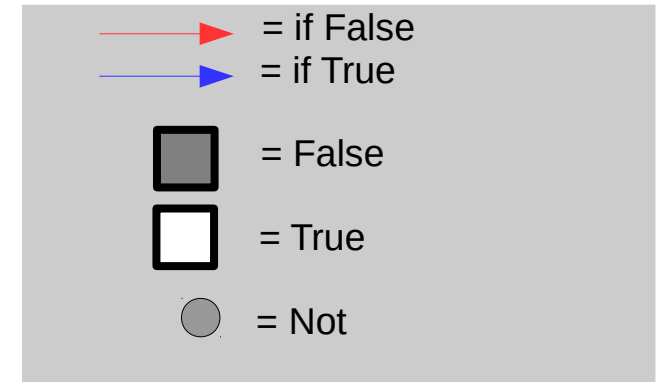 = if False
= if True
= False
= True
= Not